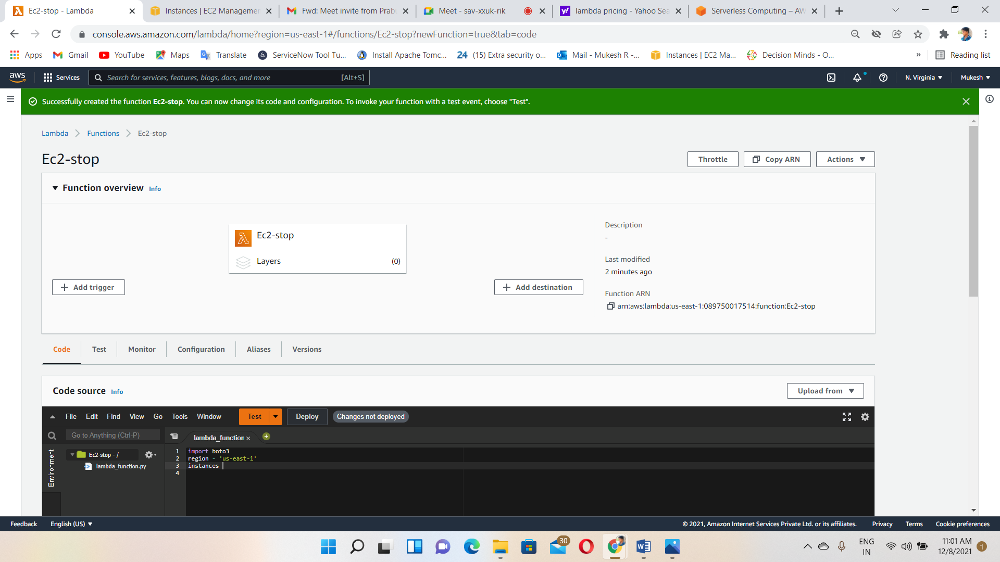 Ec2-stop - Lambda
Instances | EC2 Managemen
Fwd: Meet invite from Prab
Meet - sav-xxuk-rik
lambda pricing - Yahoo Sea
Serverless Computing – AW
console.aws.amazon.com/lambda/home?region=us-east-1#/functions/Ec2-stop?newFunction=true&tab=code
Apps
Gmail
YouTube
Maps
Translate
ServiceNow Tool Tu...
Install Apache Tomc...
24 (15) Extra security o...
Mail - Mukesh R -...
Instances | EC2 Ma...
Decision Minds - O...
»
Reading list
aws
Services
Search for services, features, blogs, docs, and more [Alt+S]
N. Virginia
Mukesh
Successfully created the function Ec2-stop. You can now change its code and configuration. To invoke your function with a test event, choose "Test".
Lambda
Functions
Ec2-stop
Ec2-stop
Throttle
Copy ARN
Actions
Function overview Info
Ec2-stop
Layers (0)
Add trigger
Add destination
Description
-
Last modified
2 minutes ago
Function ARN
arn:aws:lambda:us-east-1:089750017514:function:Ec2-stop
Code
Test
Monitor
Configuration
Aliases
Versions
Code source Info
Upload from
File Edit Find View Go Tools Window
Test
Deploy
Changes not deployed
Go to Anything (Ctrl-P)
lambda_function
Environment
Ec2-stop - /
lambda_function.py
1 import boto3
2 region - 'us-east-1'
3 instances
4
Feedback
English (US)
© 2021, Amazon Internet Services Private Ltd. or its affiliates.
Privacy
Terms
Cookie preferences
30
ENG
IN
11:01 AM
12/8/2021
1